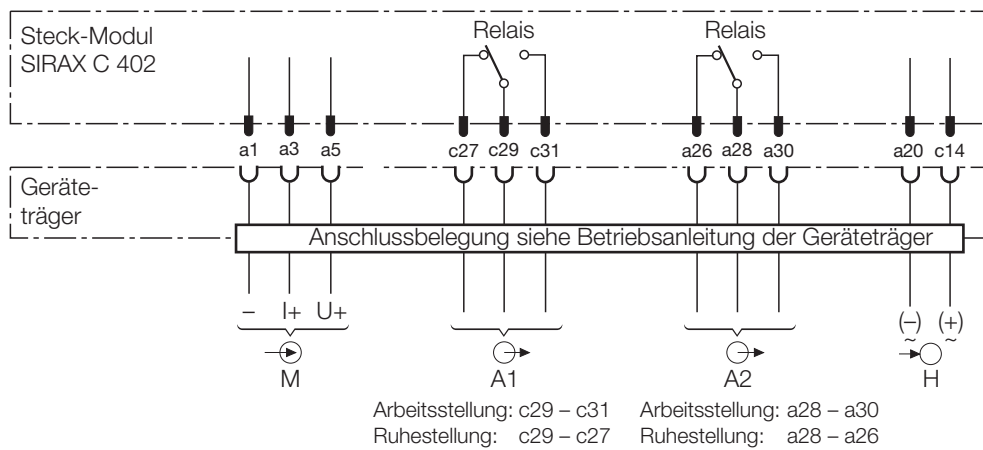 Steck-Modul
SIRAX C 402
Relais Relais
a1 a3 a5 c27 c29 c31 a26 a28 a30 a20 c14
Geräte-
träger
Anschlussbelegung siehe Betriebsanleitung der Geräteträger
– I+ U+ (–) (+)
~ ~
M A1 A2 H
Arbeitsstellung: c29 – c31 Arbeitsstellung: a28 – a30
Ruhestellung: c29 – c27 Ruhestellung: a28 – a26